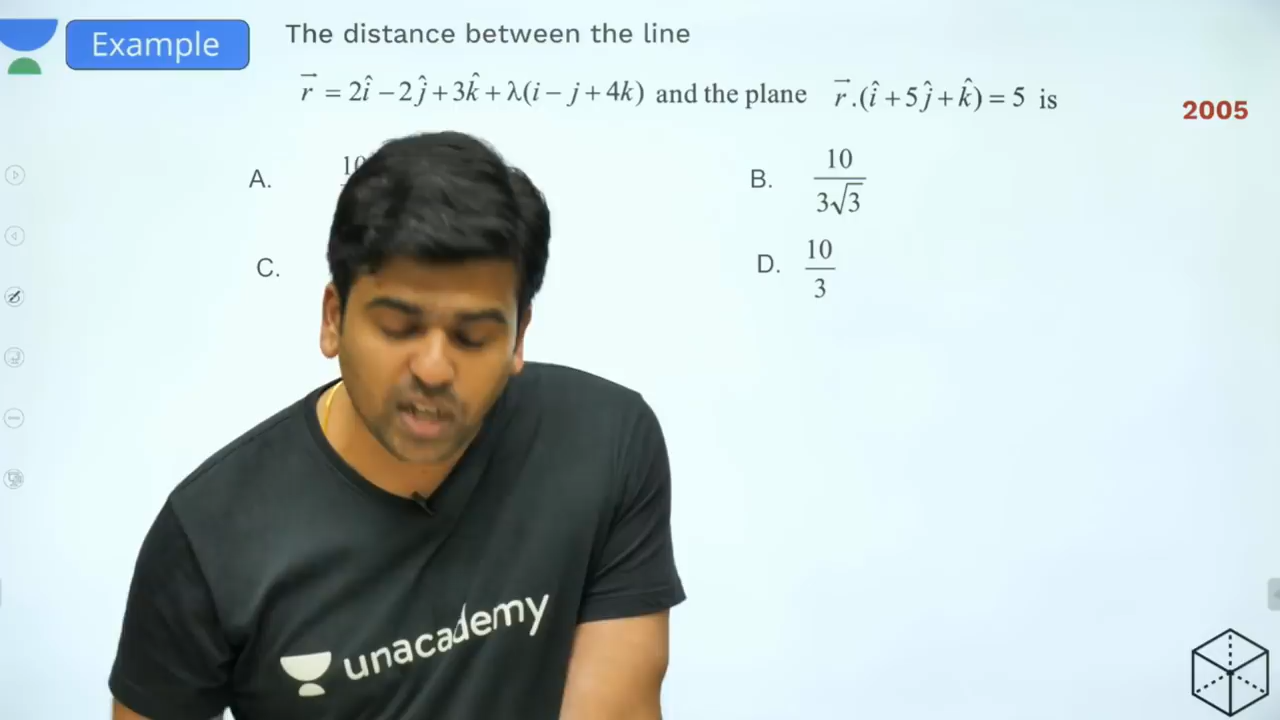 Example
The distance between the line
r⃗ = 2î − 2ĵ + 3k̂ + λ(i − j + 4k) and the plane r⃗.(î + 5ĵ + k̂) = 5 is
2005
A. 10
B. 10/3√3
C.
D. 10/3
unacademy